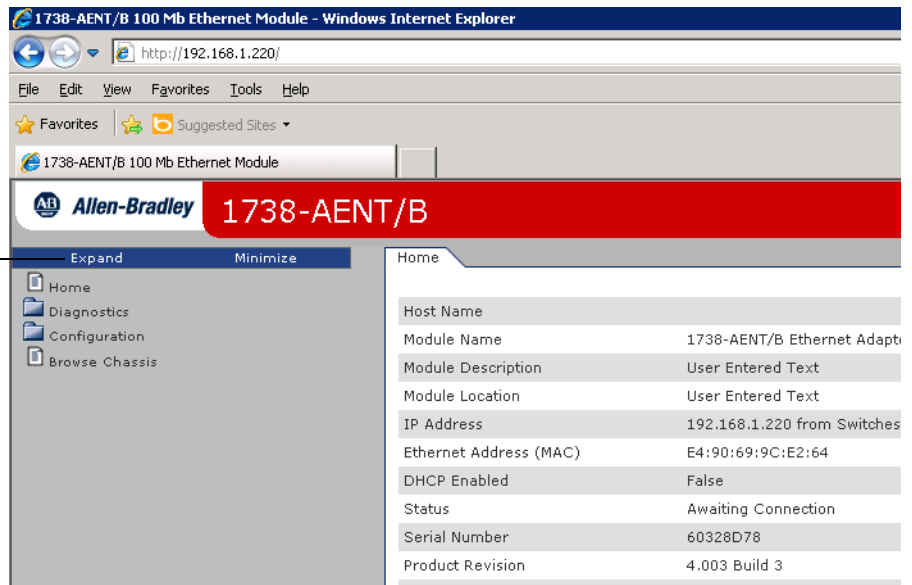 1738-AENT/B 100 Mb Ethernet Module - Windows Internet Explorer
http://192.168.1.220/
File Edit View Favorites Tools Help
Favorites Suggested Sites
1738-AENT/B 100 Mb Ethernet Module
AB Allen-Bradley 1738-AENT/B
Expand Minimize
Home
Diagnostics
Configuration
Browse Chassis
Home
Host Name
Module Name 1738-AENT/B Ethernet Adapte
Module Description User Entered Text
Module Location User Entered Text
IP Address 192.168.1.220 from Switches
Ethernet Address (MAC) E4:90:69:9C:E2:64
DHCP Enabled False
Status Awaiting Connection
Serial Number 60328D78
Product Revision 4.003 Build 3